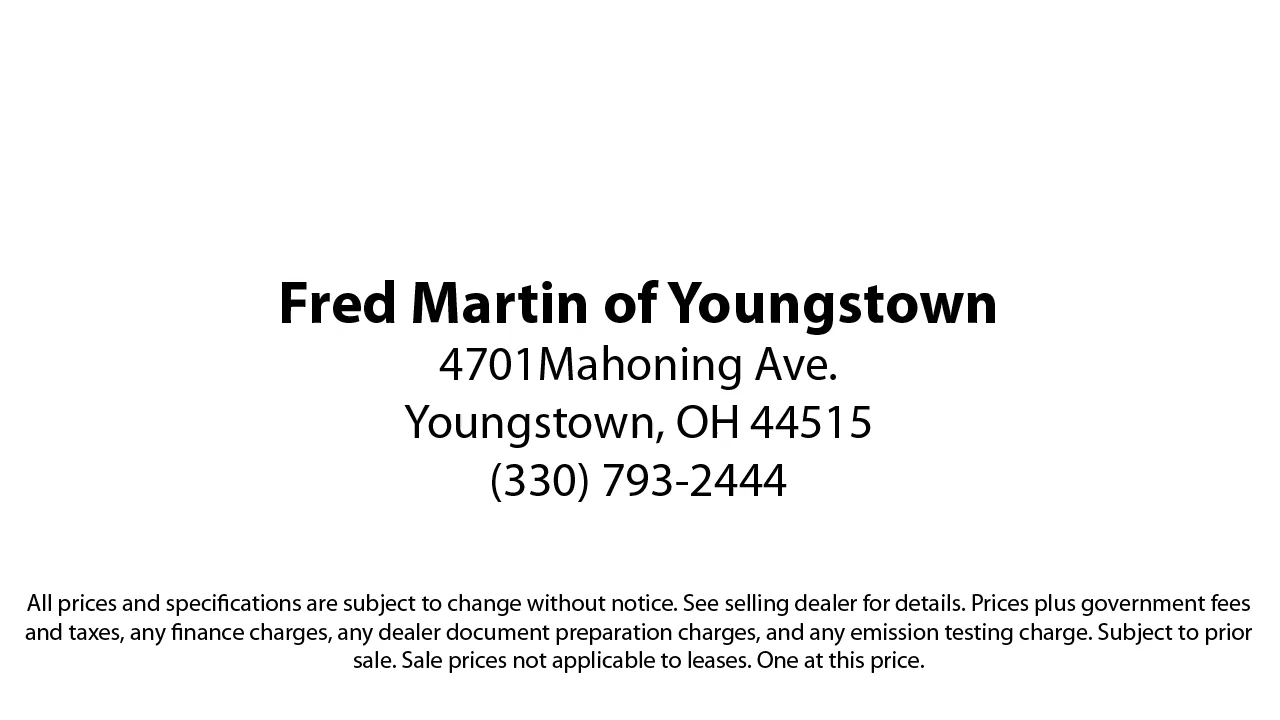 Fred Martin of Youngstown
4701Mahoning Ave.
Youngstown, OH 44515
(330) 793-2444
All prices and specifications are subject to change without notice. See selling dealer for details. Prices plus government fees
and taxes, any finance charges, any dealer document preparation charges, and any emission testing charge. Subject to prior
sale. Sale prices not applicable to leases. One at this price.